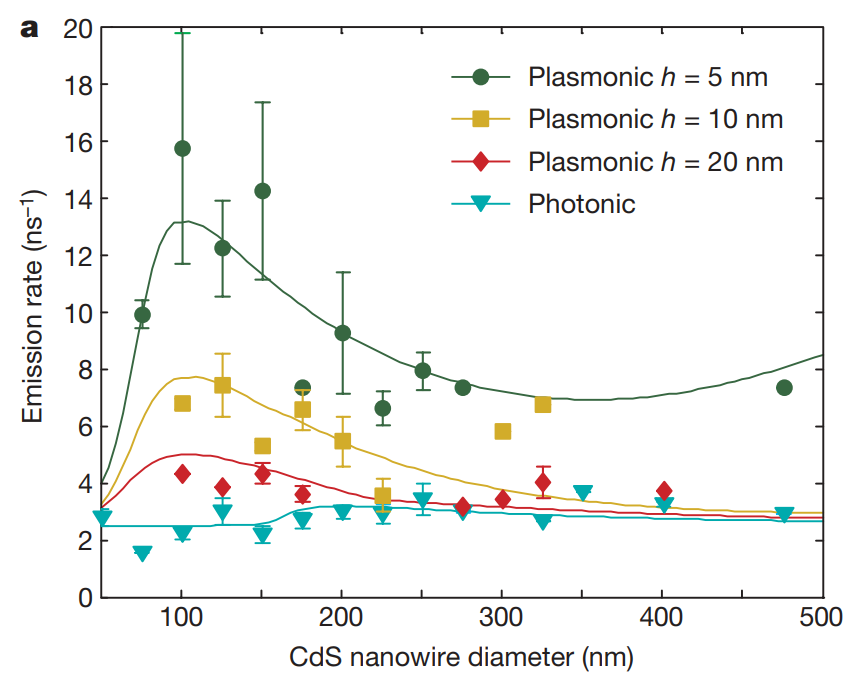 a
20
18
16
14
12
10
8
6
4
2
0
Emission rate (ns⁻¹)
Plasmonic h = 5 nm
Plasmonic h = 10 nm
Plasmonic h = 20 nm
Photonic
100
200
300
400
500
CdS nanowire diameter (nm)